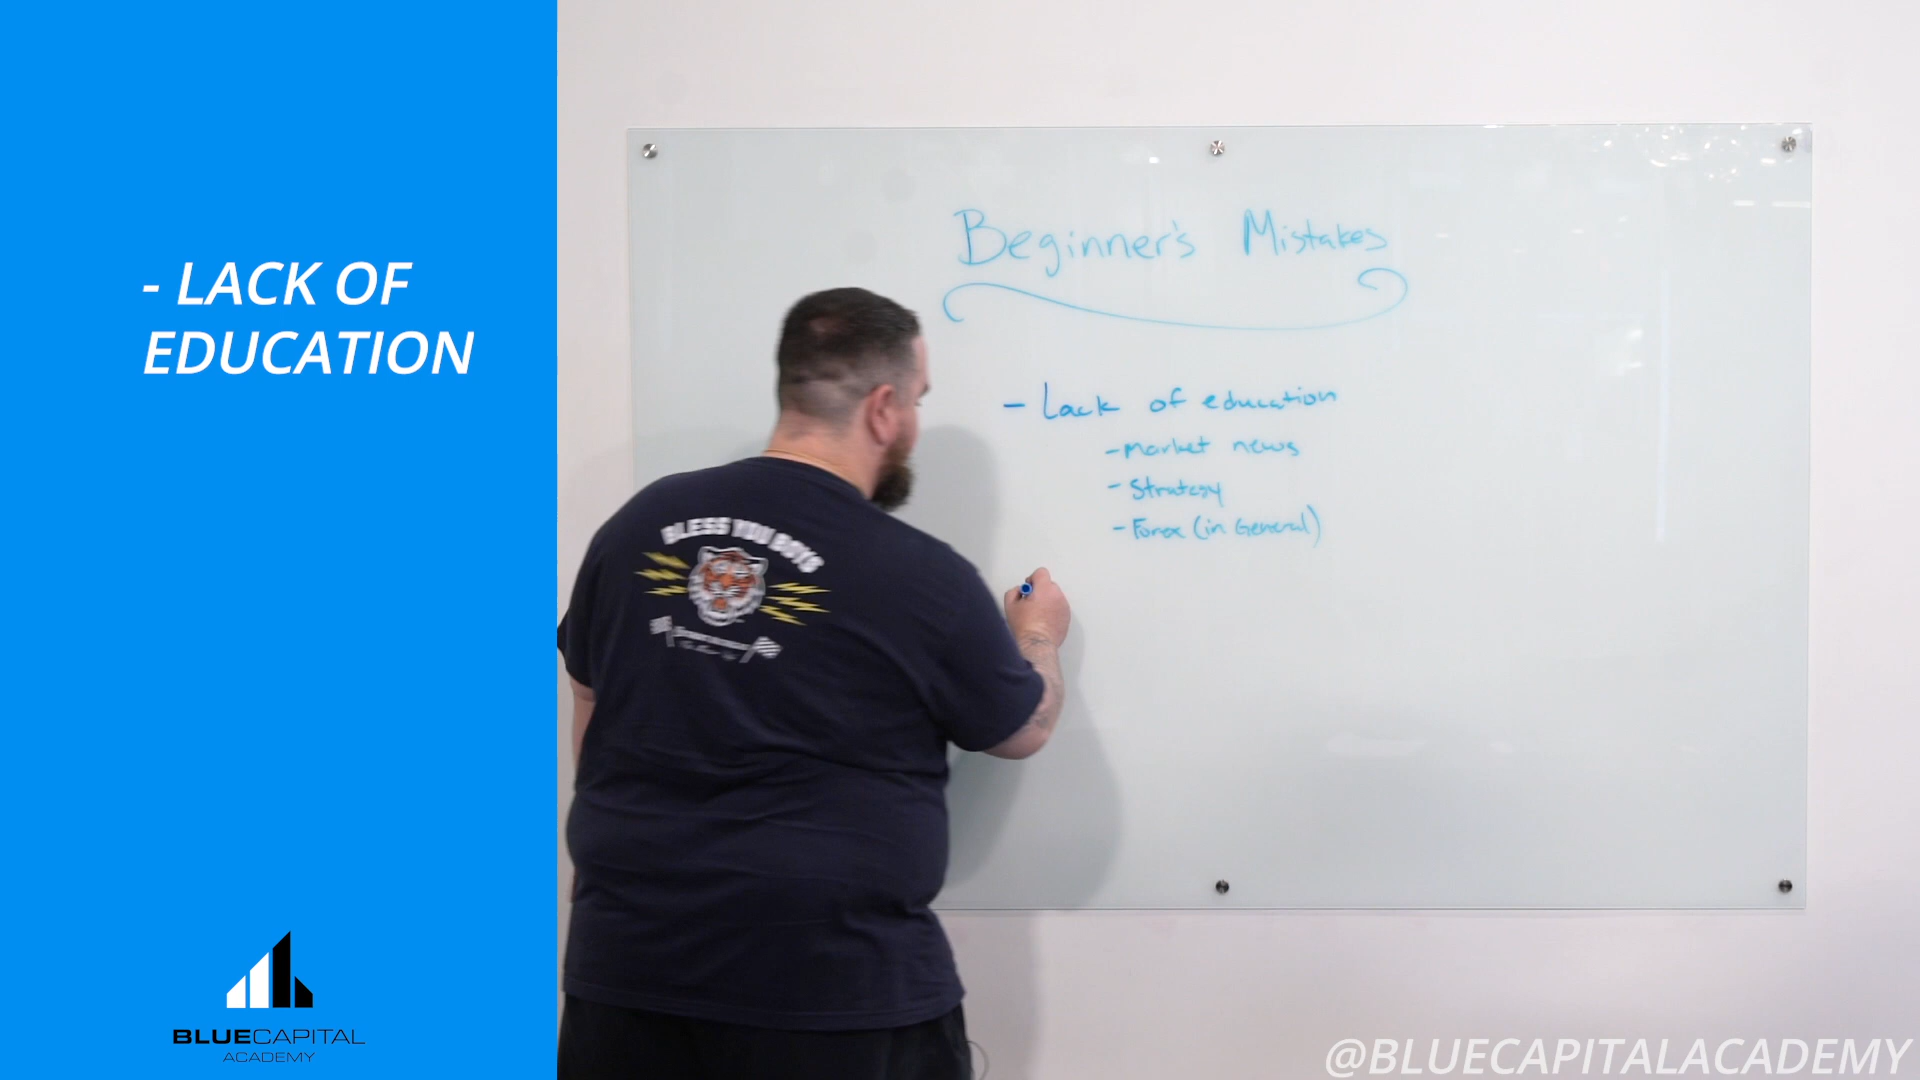 - LACK OF
EDUCATION
BLUECAPITAL
ACADEMY
Beginner's Mistakes
- Lack of education
- market news
- Strategy
- Forex (in General)
BLESS YOU BOYS
@BLUECAPITALACADEMY